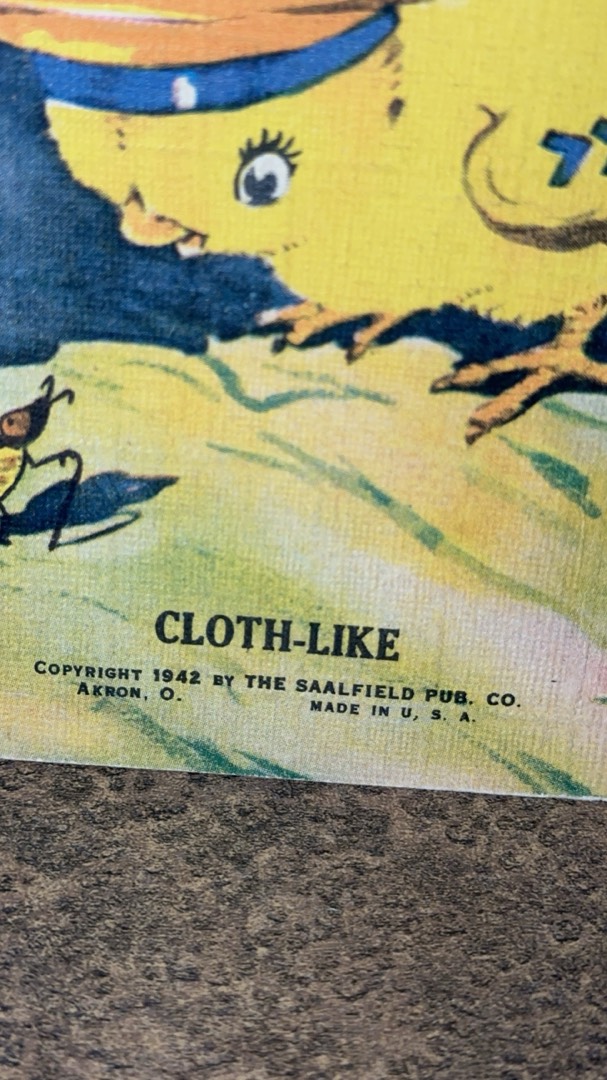 CLOTH-LIKE
COPYRIGHT 1942 BY THE SAALFIELD PUB. CO.
AKRON, O. MADE IN U. S. A.